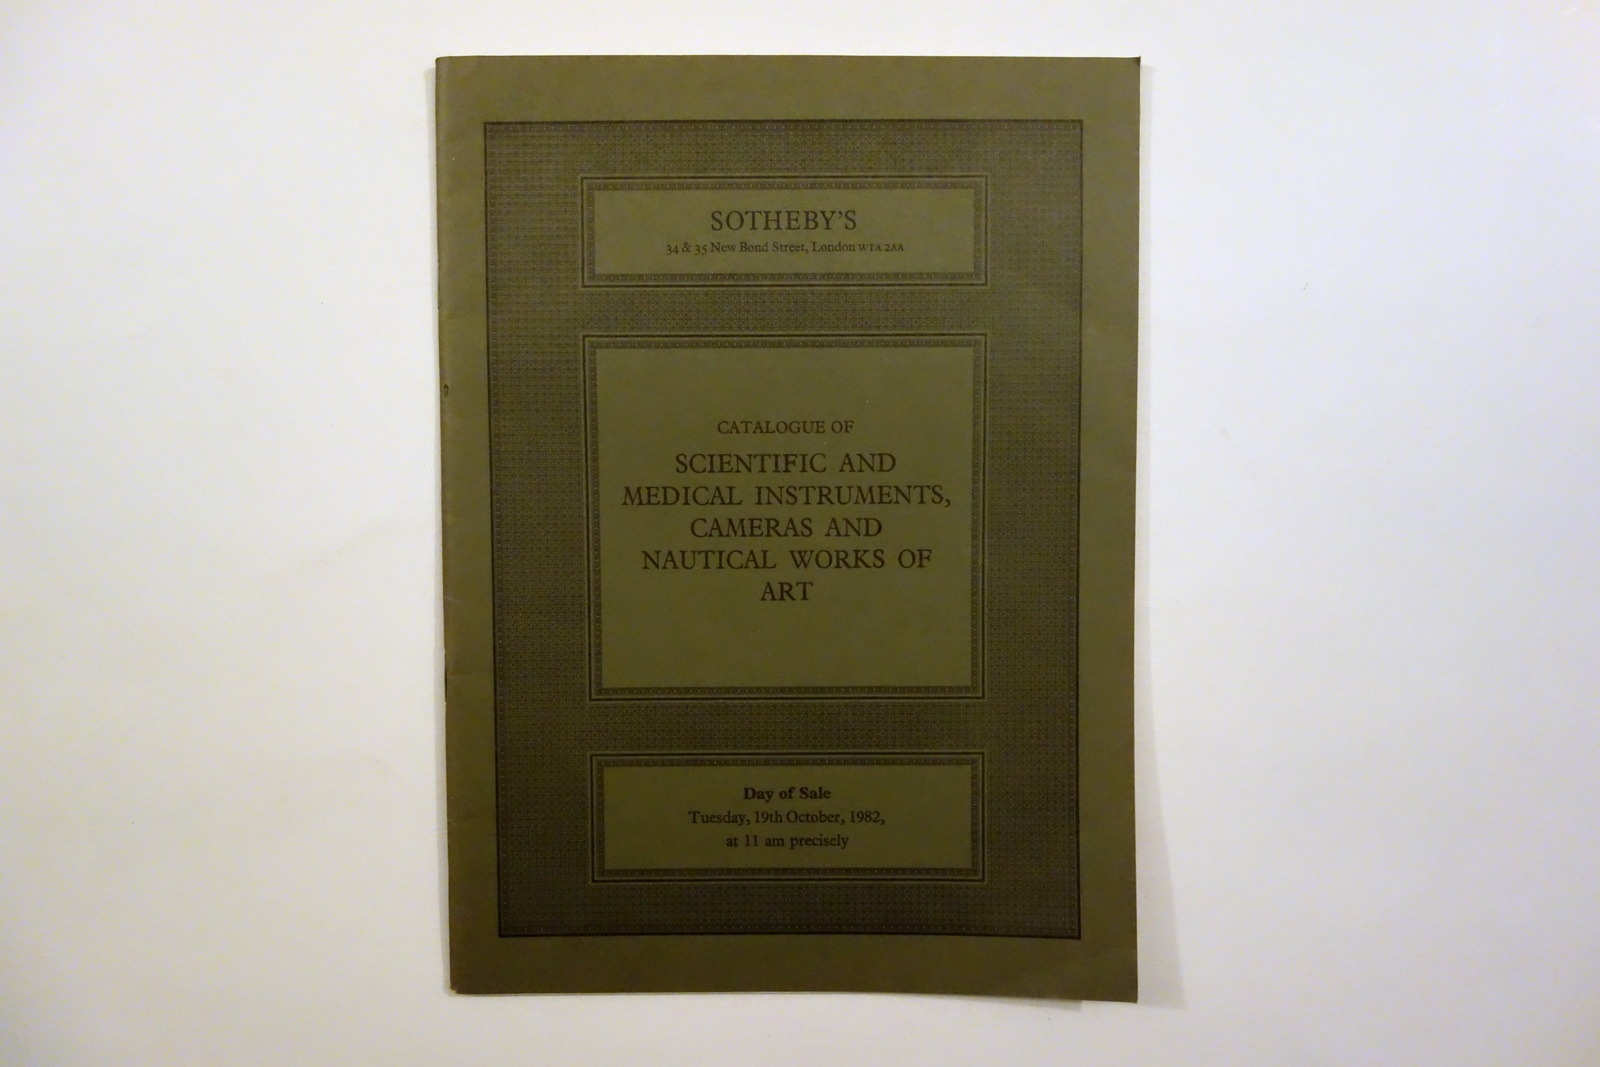 SOTHEBY'S
34 & 35 New Bond Street, London W1A 2AA
CATALOGUE OF
SCIENTIFIC AND
MEDICAL INSTRUMENTS,
CAMERAS AND
NAUTICAL WORKS OF
ART
Day of Sale
Tuesday, 19th October, 1982,
at 11 am precisely